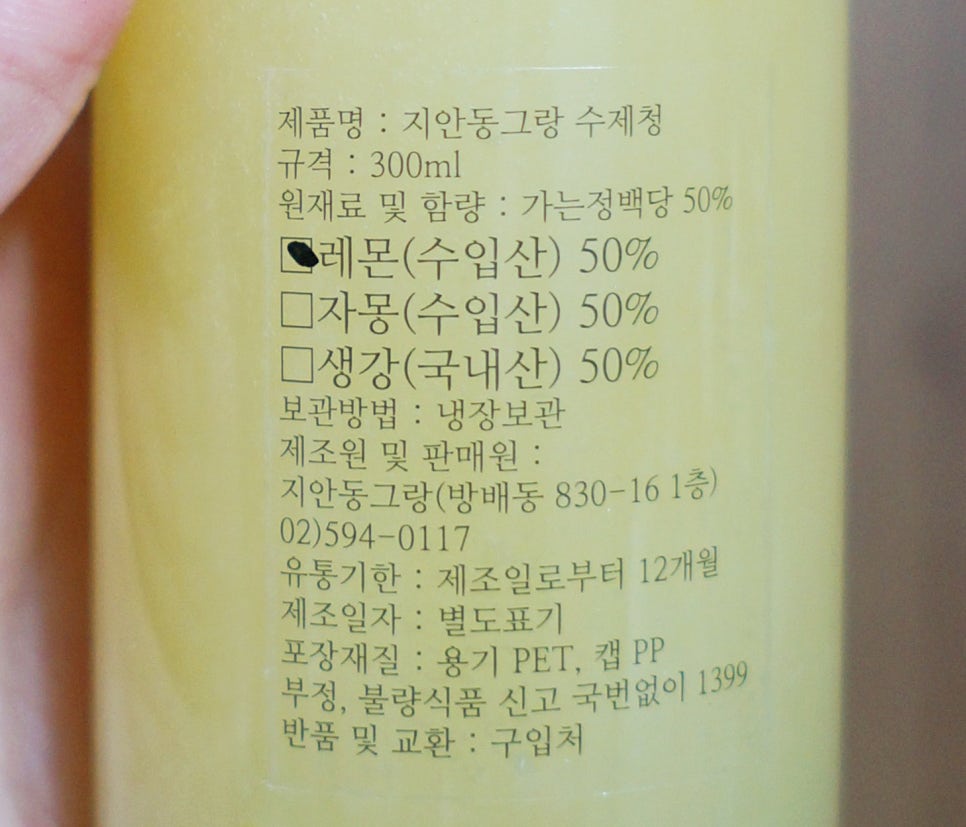 제품명 : 지안동그랑 수제청
규격 : 300ml
원재료 및 함량 : 가는정백당 50%
☑레몬(수입산) 50%
□자몽(수입산) 50%
□생강(국내산) 50%
보관방법 : 냉장보관
제조원 및 판매원 :
지안동그랑(방배동 830-16 1층)
02)594-0117
유통기한 : 제조일로부터 12개월
제조일자 : 별도표기
포장재질 : 용기 PET, 캡 PP
부정, 불량식품 신고 국번없이 1399
반품 및 교환 : 구입처